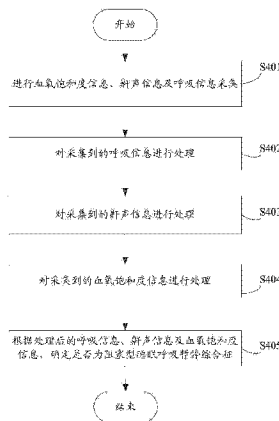 开始
S401
进行血氧饱和度信息、鼾声信息及呼吸信息采集
S402
对采集到的呼吸信息进行处理
S403
对采集到的鼾声信息进行处理
S404
对采集到的血氧饱和度信息进行处理
S405
根据处理后的呼吸信息、鼾声信息及血氧饱和度
信息，确定是否为阻塞型睡眠呼吸暂停综合征
结束